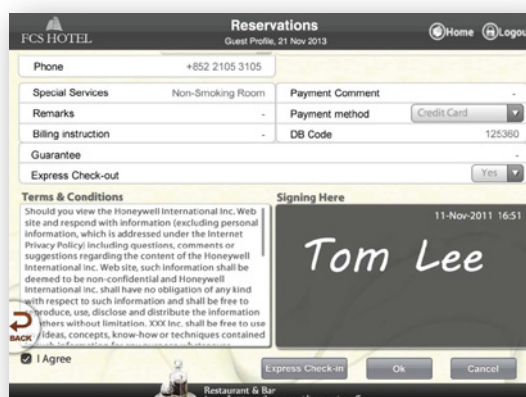 FCS HOTEL
Reservations
Guest Profile, 21 Nov 2013
Home
Logou
Phone +852 2105 3105
Special Services Non-Smoking Room
Payment Comment -
Remarks -
Payment method Credit Card
Billing instruction -
DB Code 125360
Guarantee -
Express Check-out Yes
Terms & Conditions
Should you view the Honeywell International Inc. Web
site and respond with information (excluding personal
information, which is addressed under the Internet
Privacy Policy) including questions, comments or
suggestions regarding the content of the Honeywell
International inc. Web site, such information shall be
deemed to be non-confidential and Honeywell
International inc. shall have no obligation of any kind
with respect to such information and shall be free to
reproduce, use, disclose and distribute the information
others without limitation. XXX Inc. shall be free to use
ideas, concepts, know-how or techniques contained
BACK
Signing Here
11-Nov-2011 16:51
Tom Lee
I Agree
Express Check-in
Ok
Cancel
Restaurant & Bar